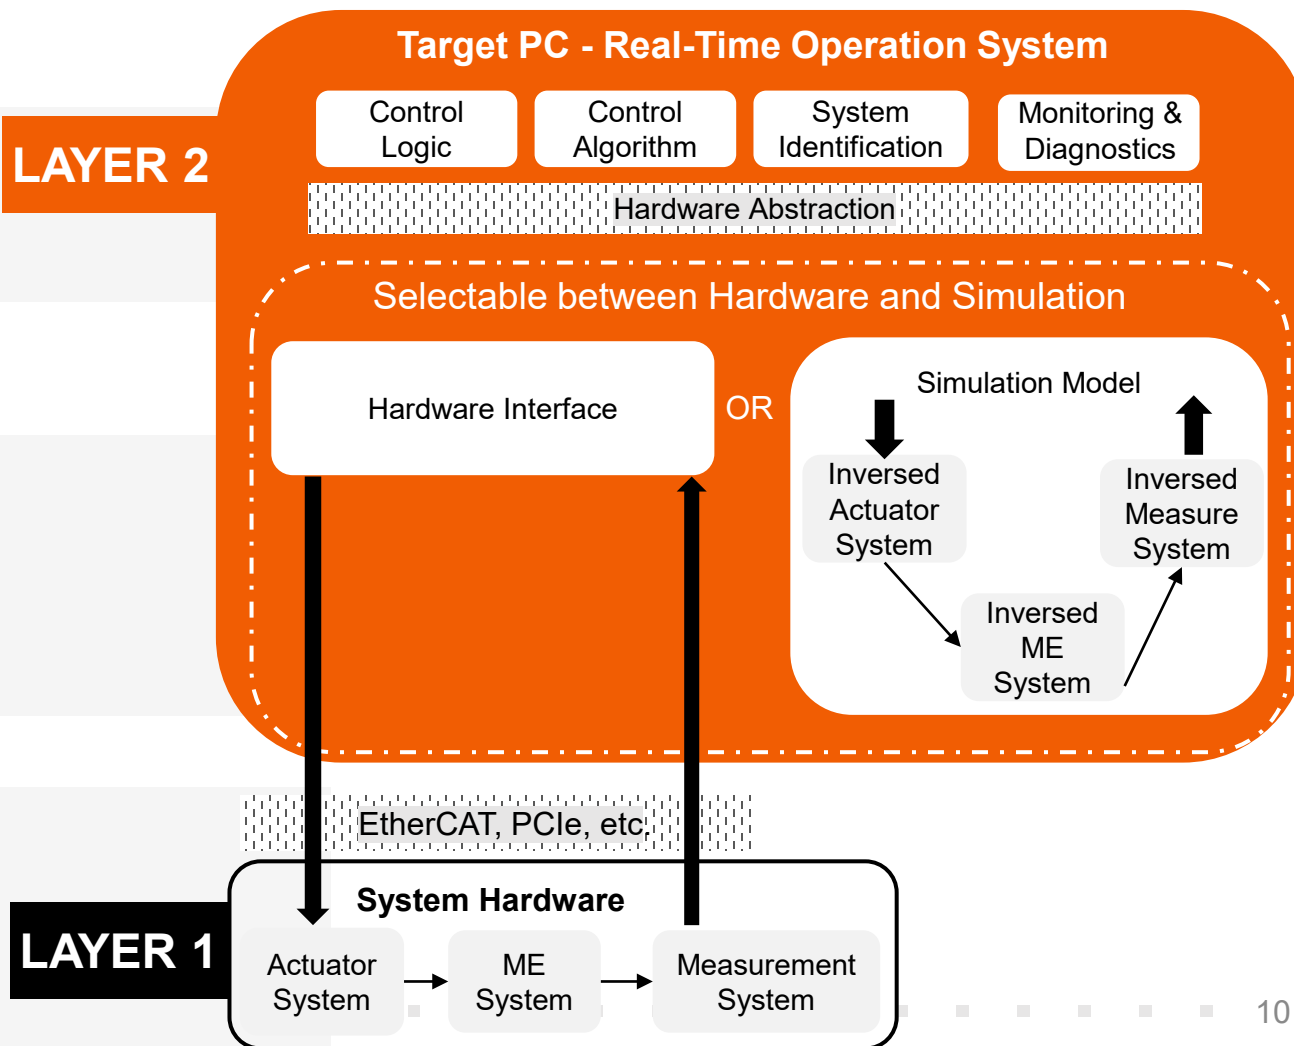 Target PC - Real-Time Operation System
Control
Logic
Control
Algorithm
System
Identification
Monitoring &
Diagnostics
LAYER 2
Hardware Abstraction
Selectable between Hardware and Simulation
Hardware Interface
OR
Simulation Model
Inversed
Actuator
System
Inversed
Measure
System
Inversed
ME
System
EtherCAT, PCIe, etc.
System Hardware
LAYER 1
Actuator
System
ME
System
Measurement
System
10